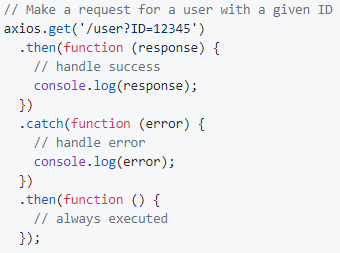 // Make a request for a user with a given ID
axios.get('/user?ID=12345')
  .then(function (response) {
    // handle success
    console.log(response);
  })
  .catch(function (error) {
    // handle error
    console.log(error);
  })
  .then(function () {
    // always executed
  });